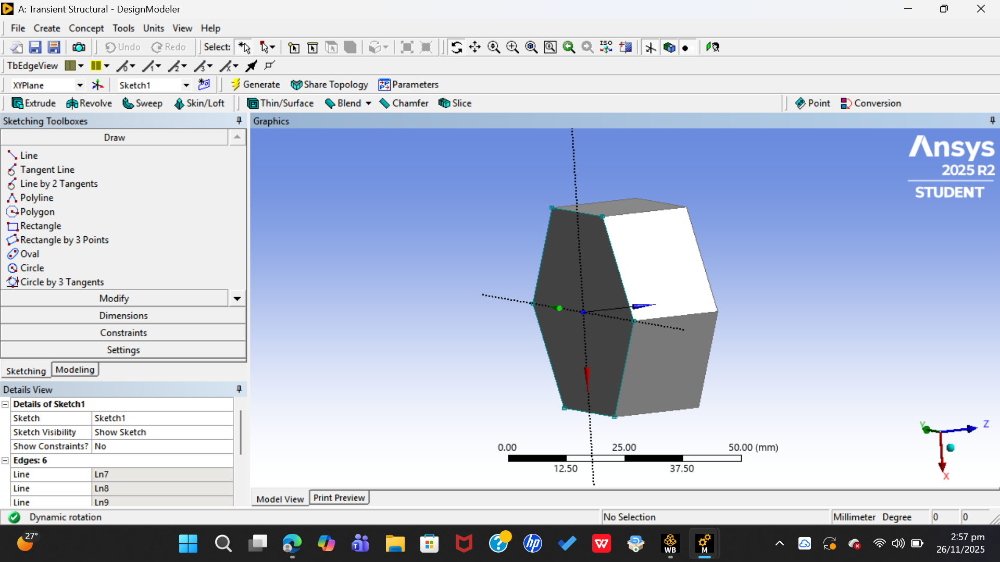 A: Transient Structural - DesignModeler
File Create Concept Tools Units View Help
Undo Redo Select: ISO
TbEdgeView
XYPlane Sketch1 Generate Share Topology Parameters
Extrude Revolve Sweep Skin/Loft Thin/Surface Blend Chamfer Slice Point Conversion
Sketching Toolboxes
Graphics
Draw
Line
Tangent Line
Line by 2 Tangents
Polyline
Polygon
Rectangle
Rectangle by 3 Points
Oval
Circle
Circle by 3 Tangents
Modify
Dimensions
Constraints
Settings
Sketching Modeling
Details View
Details of Sketch1
Sketch Sketch1
Sketch Visibility Show Sketch
Show Constraints? No
Edges: 6
Line Ln7
Line Ln8
Line Ln9
Ansys
2025 R2
STUDENT
0.00 25.00 50.00 (mm)
12.50 37.50
Y Z
X
Model View Print Preview
Dynamic rotation No Selection Millimeter Degree 0 0
27° WB M 2:57 pm
26/11/2025